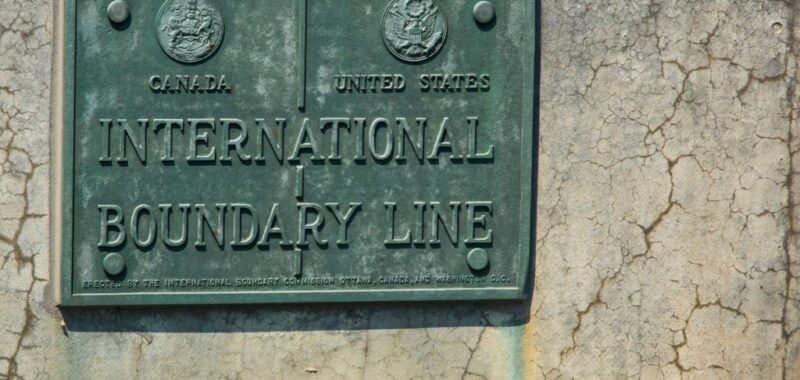 CANADA UNITED STATES
INTERNATIONAL
BOUNDARY LINE
ERECTED BY THE INTERNATIONAL BOUNDARY COMMISSION OTTAWA, CANADA, AND WASHINGTON D.C.